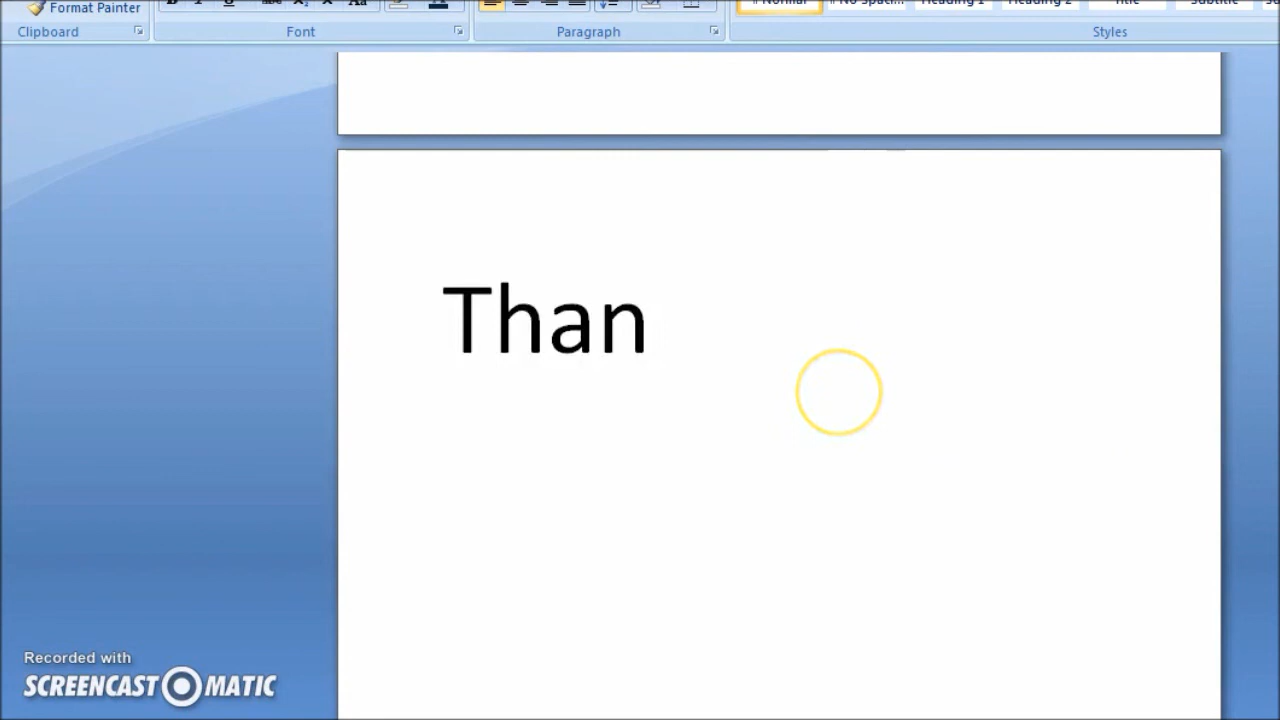 Format Painter
Clipboard Font Paragraph Styles
Than
Recorded with
SCREENCAST O MATIC